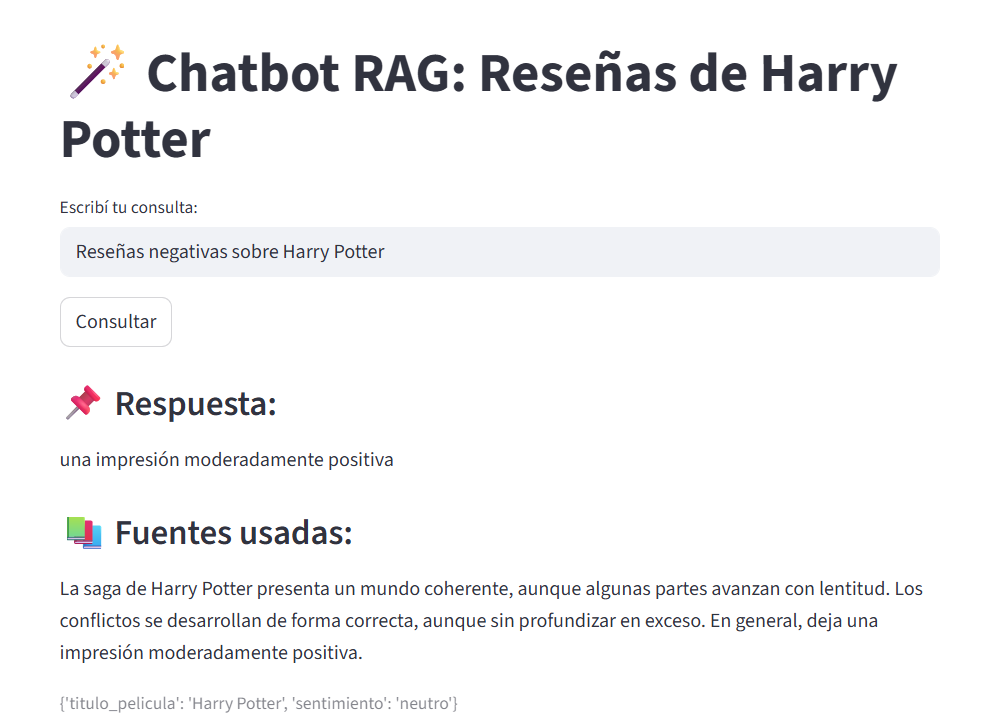 Chatbot RAG: Reseñas de Harry
Potter
Escribí tu consulta:
Reseñas negativas sobre Harry Potter
Consultar
Respuesta:
una impresión moderadamente positiva
Fuentes usadas:
La saga de Harry Potter presenta un mundo coherente, aunque algunas partes avanzan con lentitud. Los
conflictos se desarrollan de forma correcta, aunque sin profundizar en exceso. En general, deja una
impresión moderadamente positiva.
{'titulo_pelicula': 'Harry Potter', 'sentimiento': 'neutro'}